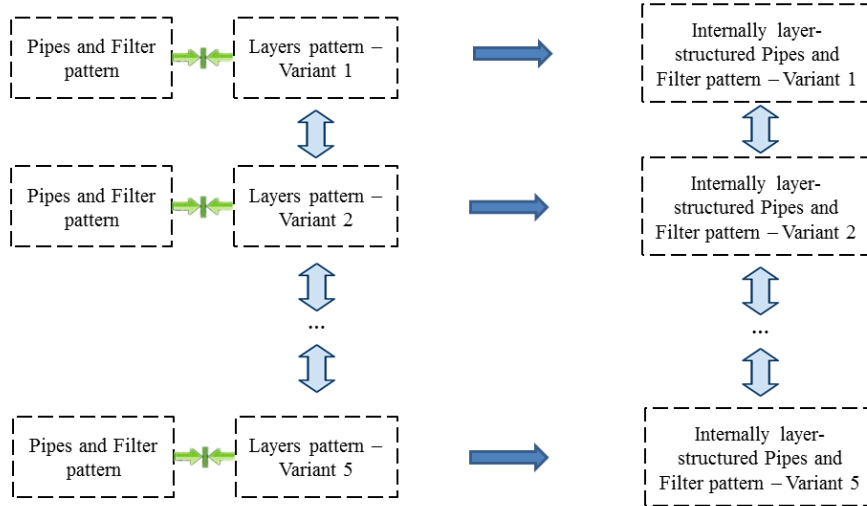 Pipes and Filter
pattern
Layers pattern –
Variant 1
Internally layer-
structured Pipes and
Filter pattern – Variant 1
Pipes and Filter
pattern
Layers pattern –
Variant 2
Internally layer-
structured Pipes and
Filter pattern – Variant 2
...
...
Pipes and Filter
pattern
Layers pattern –
Variant 5
Internally layer-
structured Pipes and
Filter pattern – Variant 5